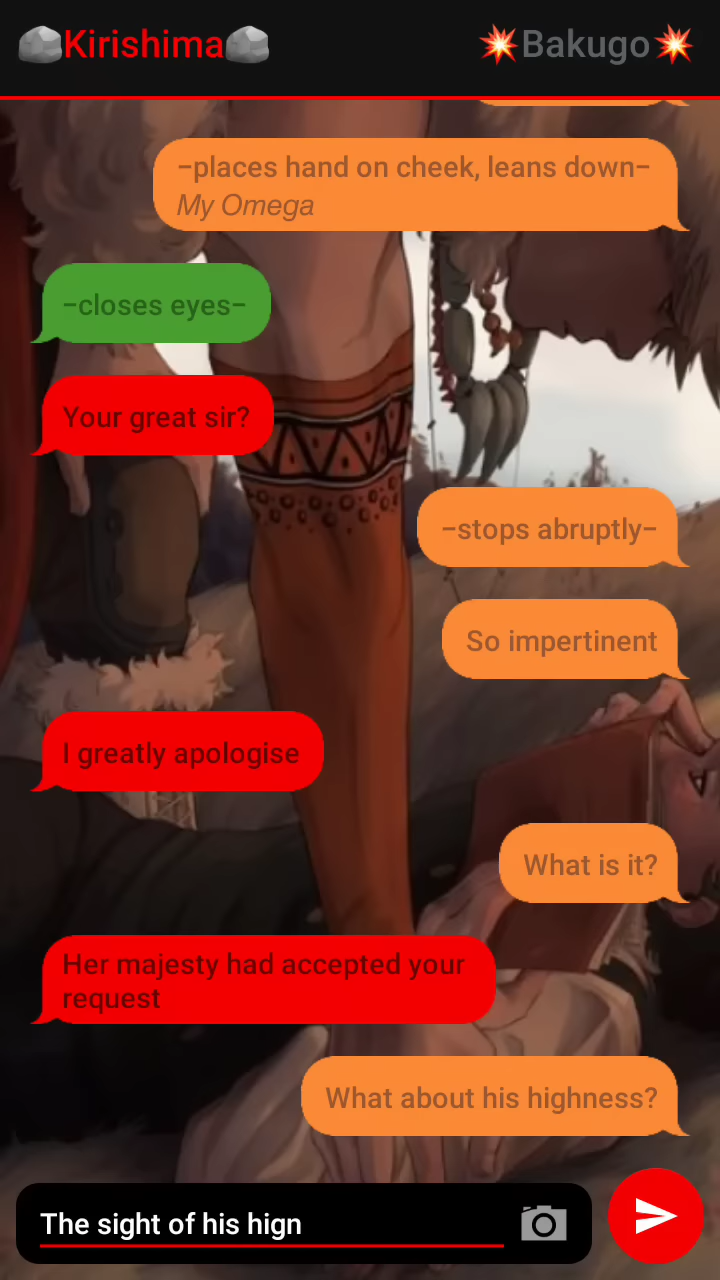 Kirishima
Bakugo
–places hand on cheek, leans down–
My Omega
–closes eyes–
Your great sir?
–stops abruptly–
So impertinent
I greatly apologise
What is it?
Her majesty had accepted your
request
What about his highness?
The sight of his hign